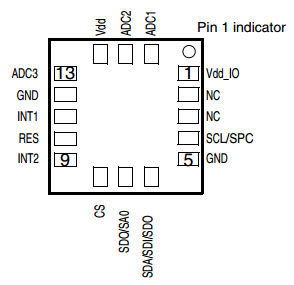 Vdd
ADC2
ADC1
Pin 1 indicator
ADC3
13
1
Vdd_IO
GND
NC
INT1
NC
RES
SCL/SPC
INT2
9
5
GND
CS
SDO/SA0
SDA/SDI/SDO